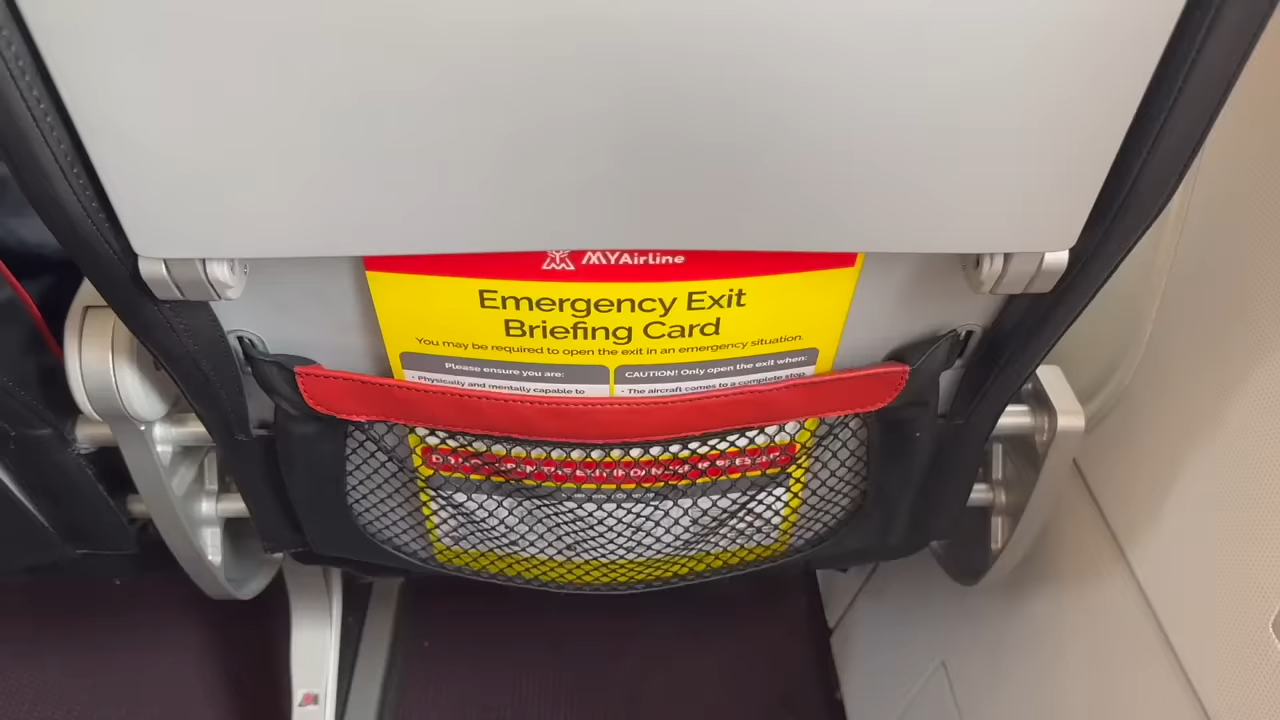 MYAirline
Emergency Exit
Briefing Card
You may be required to open the exit in an emergency situation.
Please ensure you are:
CAUTION! Only open the exit when:
• Physically and mentally capable to
• The aircraft comes to a complete stop.